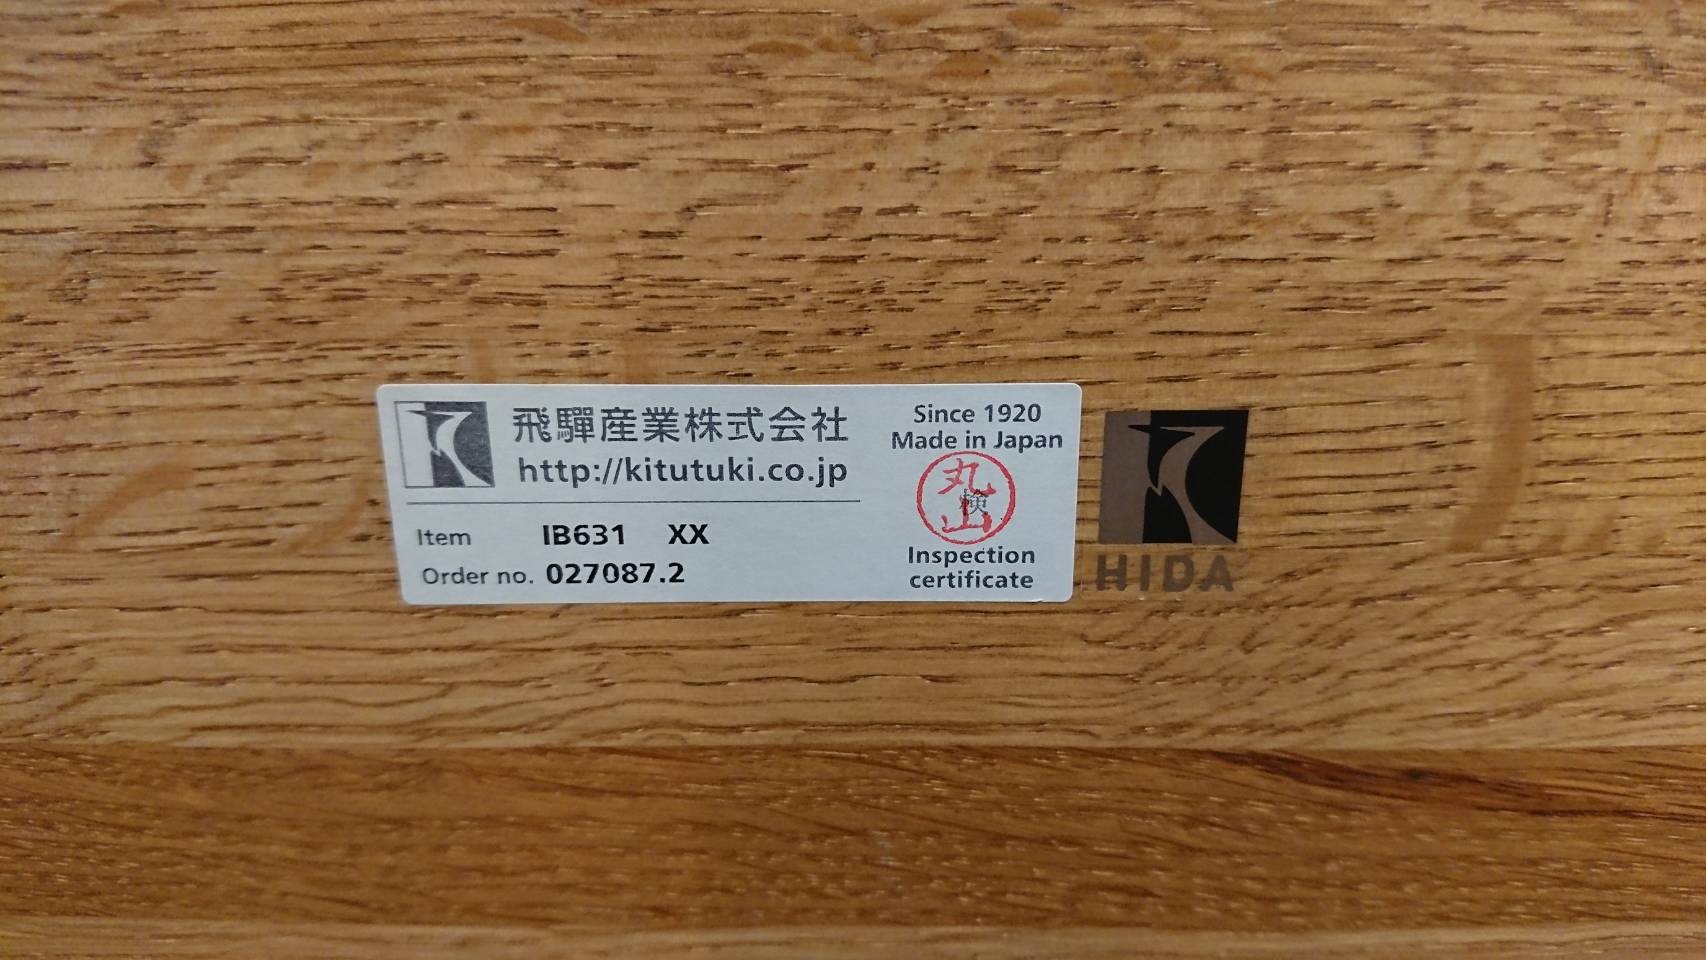 飛驒産業株式会社
http://kitutuki.co.jp
Item IB631 XX
Order no. 027087.2
Since 1920
Made in Japan
丸
検
山
Inspection
certificate
HIDA